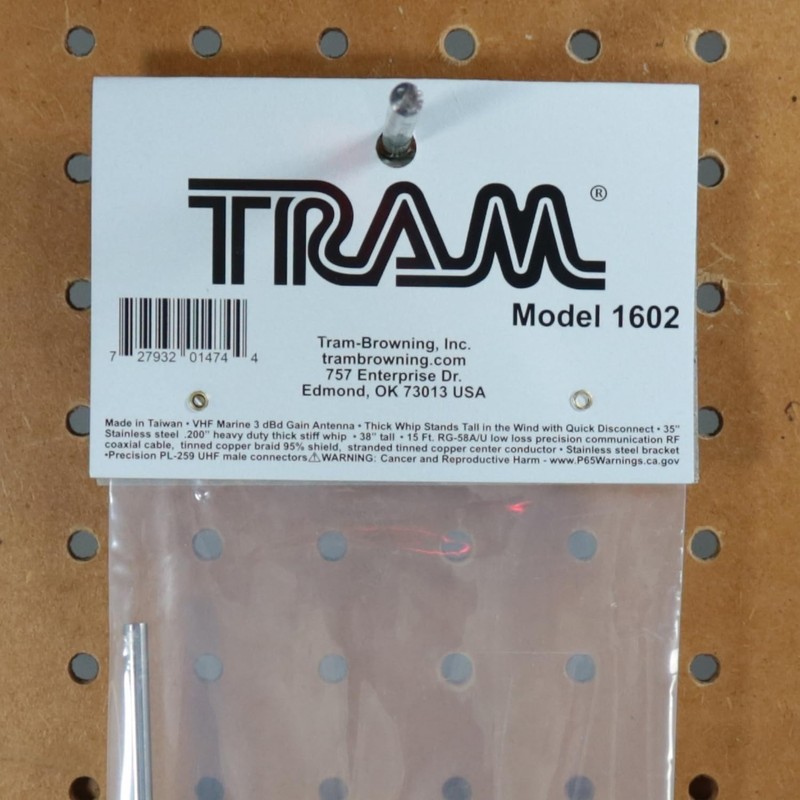 TRAM®
Model 1602
7 27932 01474 4
Tram-Browning, Inc.
trambrowning.com
757 Enterprise Dr.
Edmond, OK 73013 USA
Made in Taiwan • VHF Marine 3 dBd Gain Antenna • Thick Whip Stands Tall in the Wind with Quick Disconnect • 35"
Stainless steel .200" heavy duty thick stiff whip • 38" tall • 15 Ft. RG-58A/U low loss precision communication RF
coaxial cable, tinned copper braid 95% shield, stranded tinned copper center conductor • Stainless steel bracket
•Precision PL-259 UHF male connectors⚠WARNING: Cancer and Reproductive Harm - www.P65Warnings.ca.gov